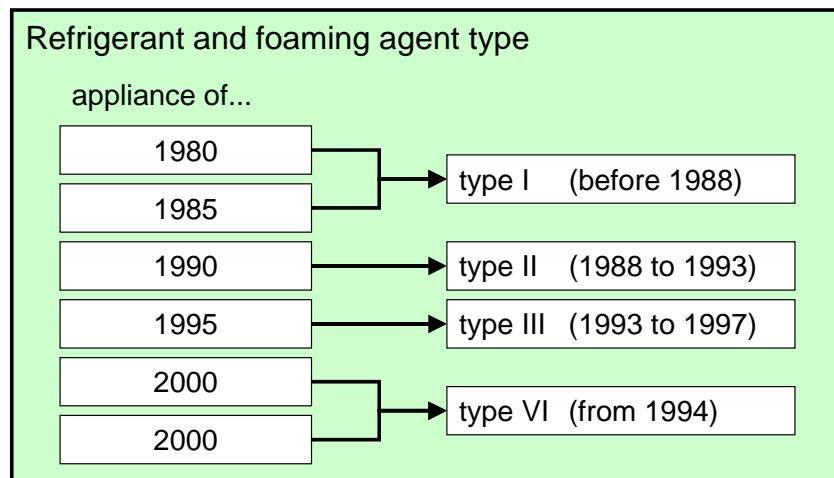 Refrigerant and foaming agent type
appliance of...
1980
1985
type I (before 1988)
1990
type II (1988 to 1993)
1995
type III (1993 to 1997)
2000
2000
type VI (from 1994)